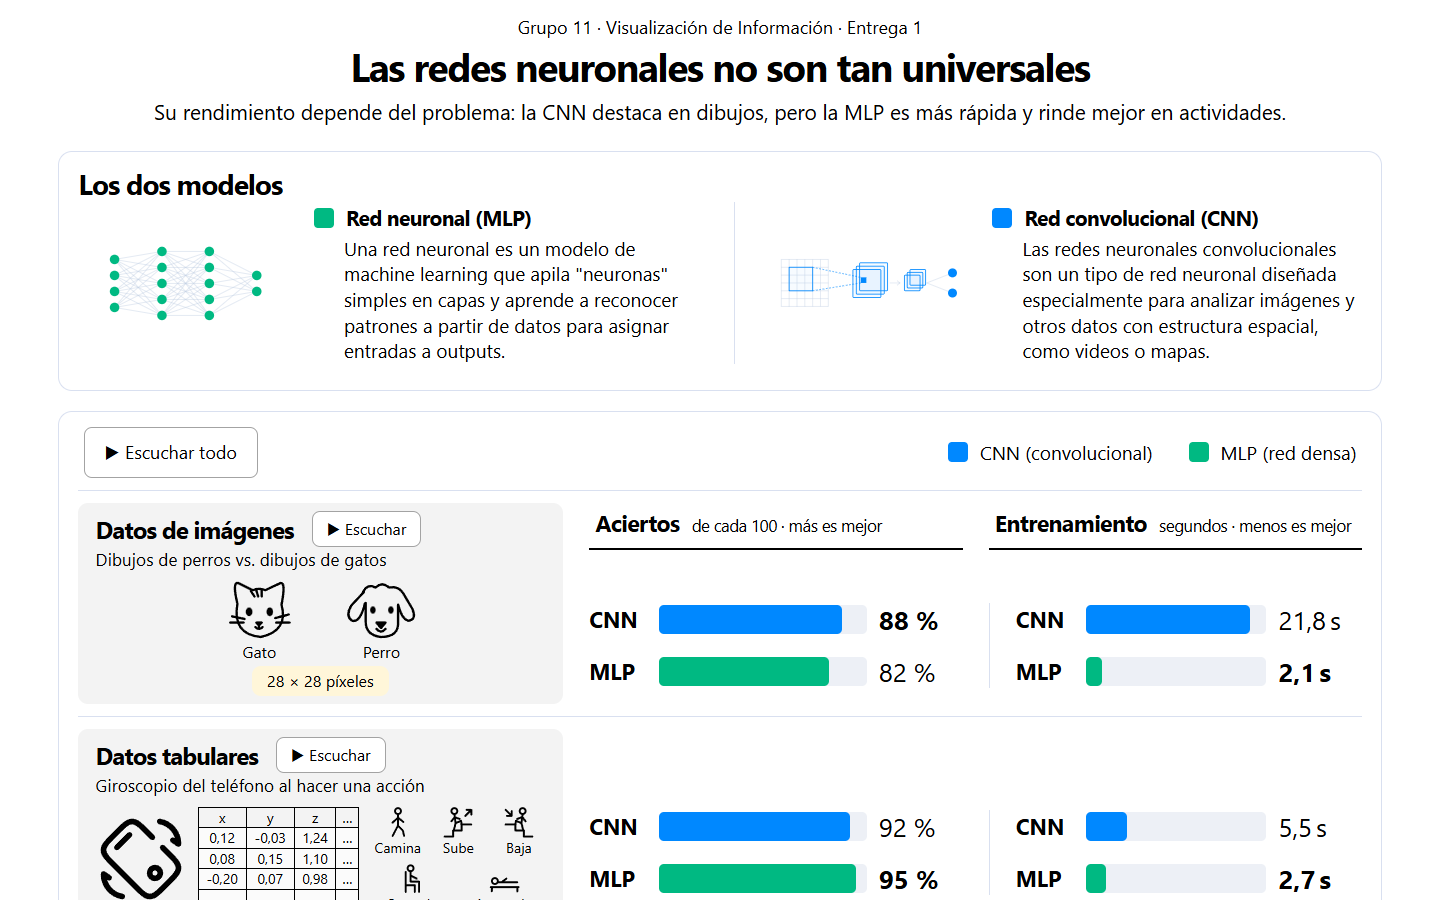 Grupo 11 · Visualización de Información · Entrega 1
Las redes neuronales no son tan universales
Su rendimiento depende del problema: la CNN destaca en dibujos, pero la MLP es más rápida y rinde mejor en actividades.
Los dos modelos
Red neuronal (MLP)
Una red neuronal es un modelo de
machine learning que apila "neuronas"
simples en capas y aprende a reconocer
patrones a partir de datos para asignar
entradas a outputs.
Red convolucional (CNN)
Las redes neuronales convolucionales
son un tipo de red neuronal diseñada
especialmente para analizar imágenes y
otros datos con estructura espacial,
como videos o mapas.
▶ Escuchar todo
CNN (convolucional)
MLP (red densa)
Datos de imágenes
▶ Escuchar
Dibujos de perros vs. dibujos de gatos
Gato
Perro
28 × 28 píxeles
Aciertos de cada 100 · más es mejor
CNN 88 %
MLP 82 %
Entrenamiento segundos · menos es mejor
CNN 21,8 s
MLP 2,1 s
Datos tabulares
▶ Escuchar
Giroscopio del teléfono al hacer una acción
x y z ...
0,12 -0,03 1,24 ...
0,08 0,15 1,10 ...
-0,20 0,07 0,98 ...
Camina
Sube
Baja
CNN 92 %
MLP 95 %
CNN 5,5 s
MLP 2,7 s